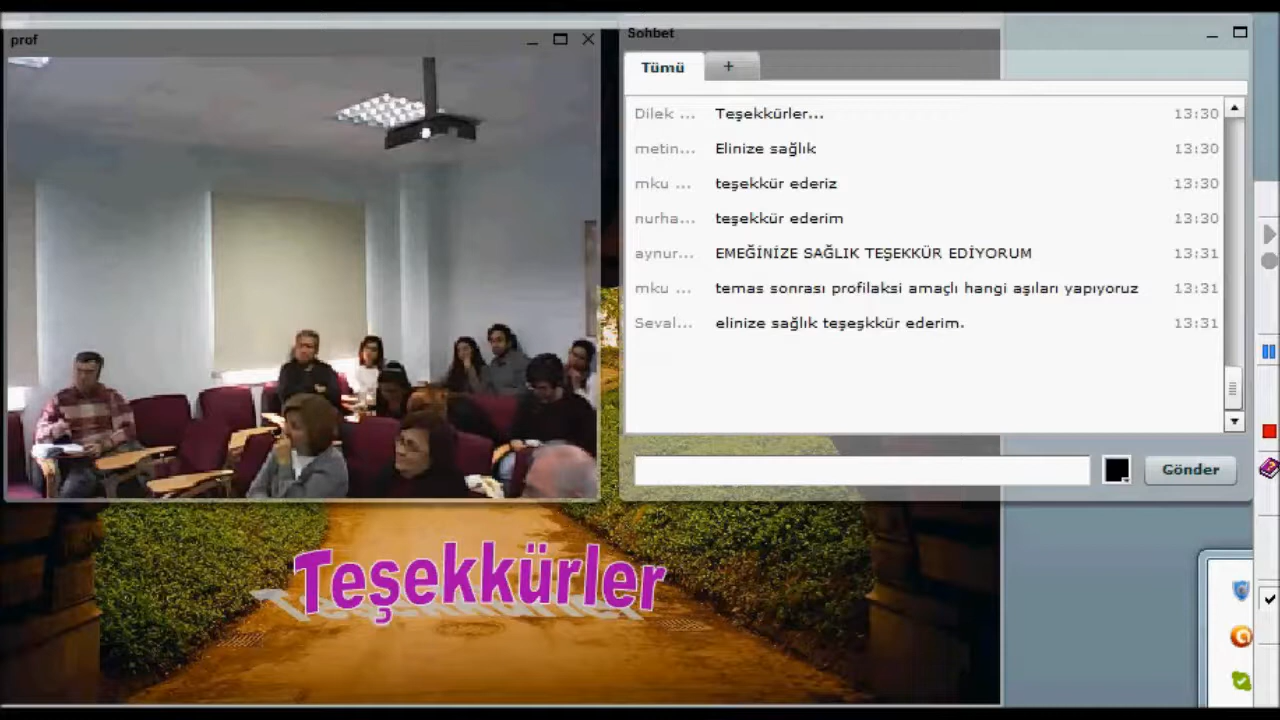 prof
Sohbet
Tümü +
Dilek ... Teşekkürler... 13:30
metin... Elinize sağlık 13:30
mku ... teşekkür ederiz 13:30
nurha... teşekkür ederim 13:30
aynur... EMEĞİNİZE SAĞLIK TEŞEKKÜR EDİYORUM 13:31
mku ... temas sonrası profilaksi amaçlı hangi aşıları yapıyoruz 13:31
Seval... elinize sağlık teşeşkkür ederim. 13:31
Gönder
Teşekkürler